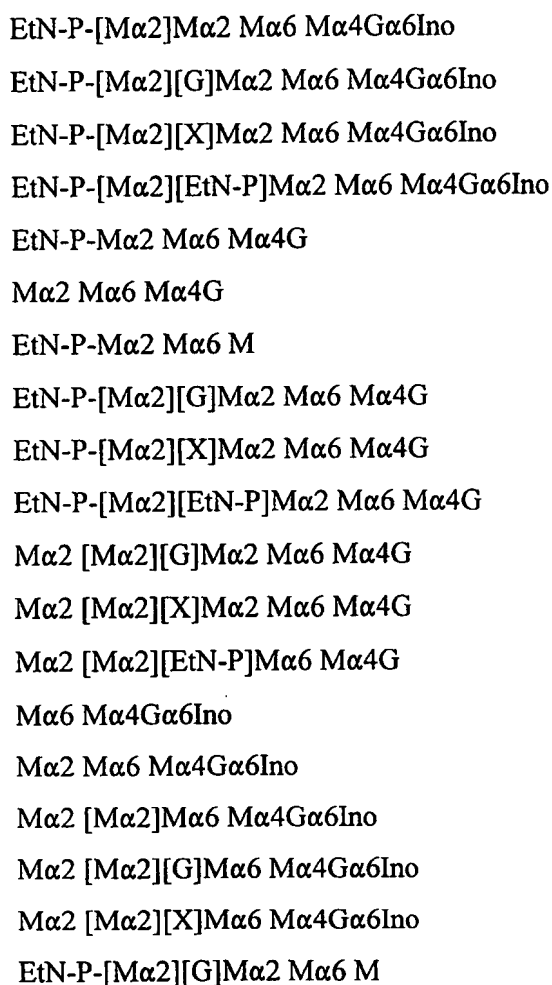 EtN-P-[Mα2]Mα2 Mα6 Mα4Gα6Ino
EtN-P-[Mα2][G]Mα2 Mα6 Mα4Gα6Ino
EtN-P-[Mα2][X]Mα2 Mα6 Mα4Gα6Ino
EtN-P-[Mα2][EtN-P]Mα2 Mα6 Mα4Gα6Ino
EtN-P-Mα2 Mα6 Mα4G
Mα2 Mα6 Mα4G
EtN-P-Mα2 Mα6 M
EtN-P-[Mα2][G]Mα2 Mα6 Mα4G
EtN-P-[Mα2][X]Mα2 Mα6 Mα4G
EtN-P-[Mα2][EtN-P]Mα2 Mα6 Mα4G
Mα2 [Mα2][G]Mα2 Mα6 Mα4G
Mα2 [Mα2][X]Mα2 Mα6 Mα4G
Mα2 [Mα2][EtN-P]Mα6 Mα4G
Mα6 Mα4Gα6Ino
Mα2 Mα6 Mα4Gα6Ino
Mα2 [Mα2]Mα6 Mα4Gα6Ino
Mα2 [Mα2][G]Mα6 Mα4Gα6Ino
Mα2 [Mα2][X]Mα6 Mα4Gα6Ino
EtN-P-[Mα2][G]Mα2 Mα6 M